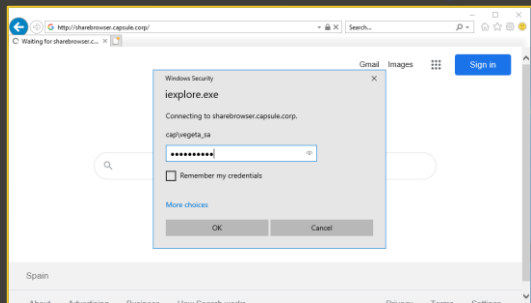 http://sharebrowser.capsule.corp/
Search...
Waiting for sharebrowser.c...
Gmail Images
Sign in
Windows Security
iexplore.exe
Connecting to sharebrowser.capsule.corp.
cap\vegeta_sa
Remember my credentials
More choices
OK Cancel
Spain
About Advertising Business How Search works Privacy Terms Settings